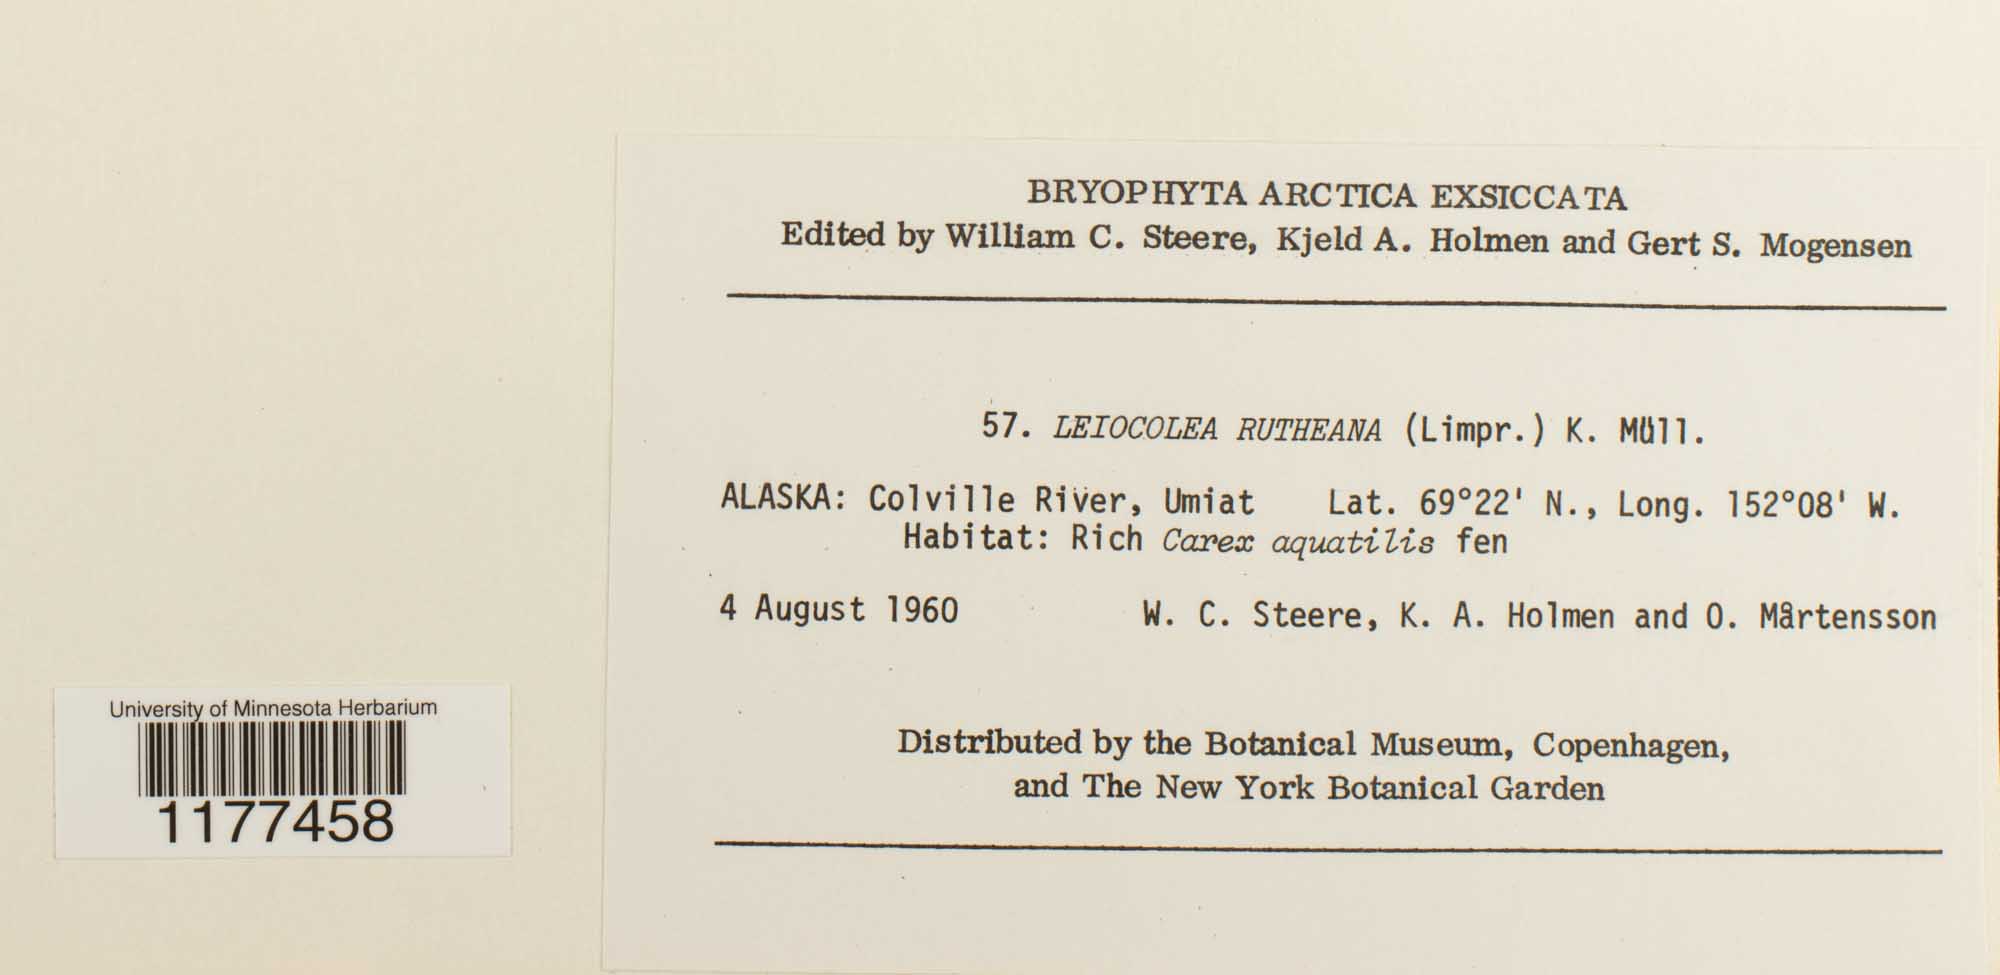 BRYOPHYTA ARCTICA EXSICCATA
Edited by William C. Steere, Kjeld A. Holmen and Gert S. Mogensen
57. LEIOCOLEA RUTHEANA (Limpr.) K. Müll.
ALASKA: Colville River, Umiat Lat. 69°22' N., Long. 152°08' W.
Habitat: Rich Carex aquatilis fen
4 August 1960 W. C. Steere, K. A. Holmen and O. Mårtensson
Distributed by the Botanical Museum, Copenhagen,
and The New York Botanical Garden
University of Minnesota Herbarium
1177458